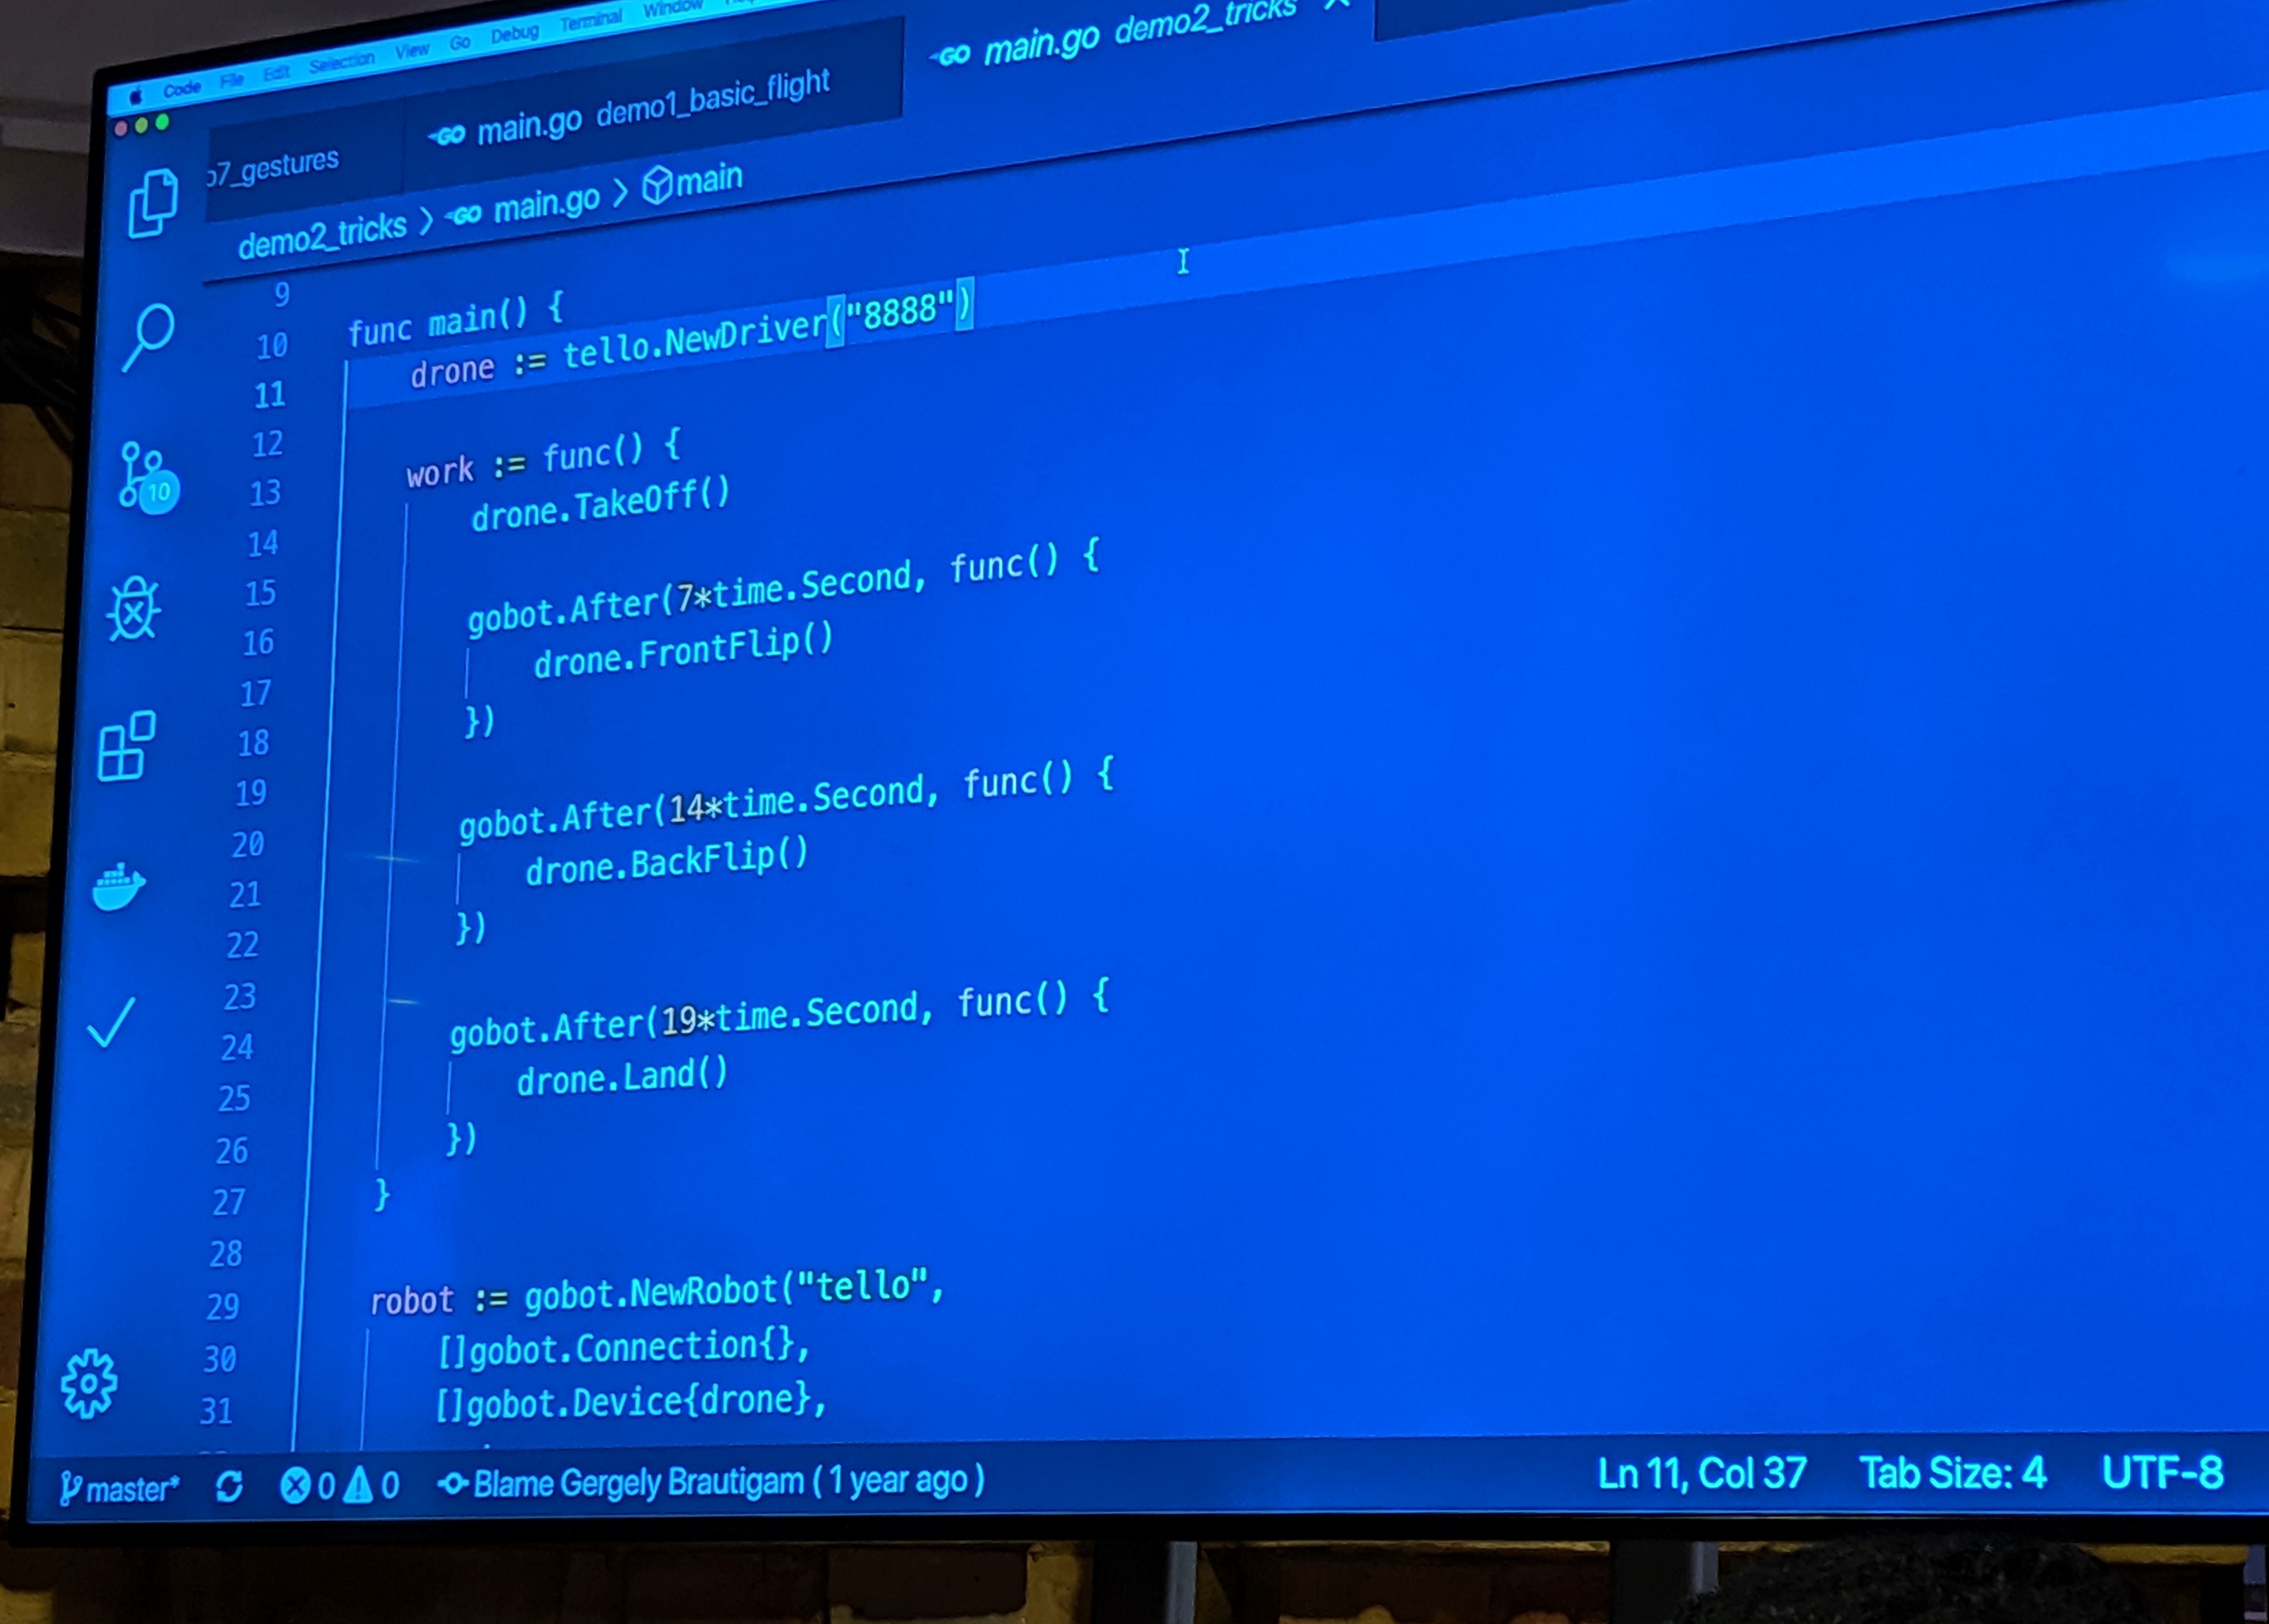 Code File Edit Selection View Go Debug Terminal Window
7_gestures
GO main.go demo1_basic_flight
GO main.go demo2_tricks
demo2_tricks > GO main.go > main
9
10 func main() {
11 drone := tello.NewDriver("8888")
12
13 work := func() {
14 drone.TakeOff()
15
16 gobot.After(7*time.Second, func() {
17 drone.FrontFlip()
18 })
19
20 gobot.After(14*time.Second, func() {
21 drone.BackFlip()
22 })
23
24 gobot.After(19*time.Second, func() {
25 drone.Land()
26 })
27 }
28
29 robot := gobot.NewRobot("tello",
30 []gobot.Connection{},
31 []gobot.Device{drone},
10
master* 0 0 Blame Gergely Brautigam ( 1 year ago ) Ln 11, Col 37 Tab Size: 4 UTF-8